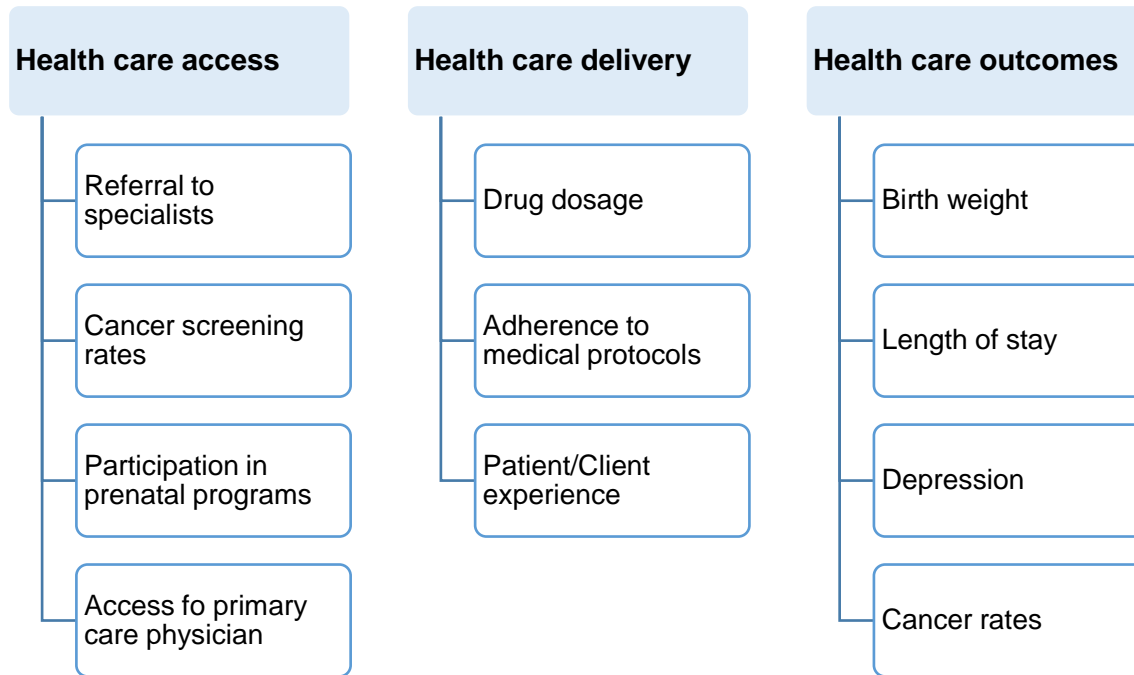 Health care access
Referral to
specialists
Cancer screening
rates
Participation in
prenatal programs
Access fo primary
care physician
Health care delivery
Drug dosage
Adherence to
medical protocols
Patient/Client
experience
Health care outcomes
Birth weight
Length of stay
Depression
Cancer rates